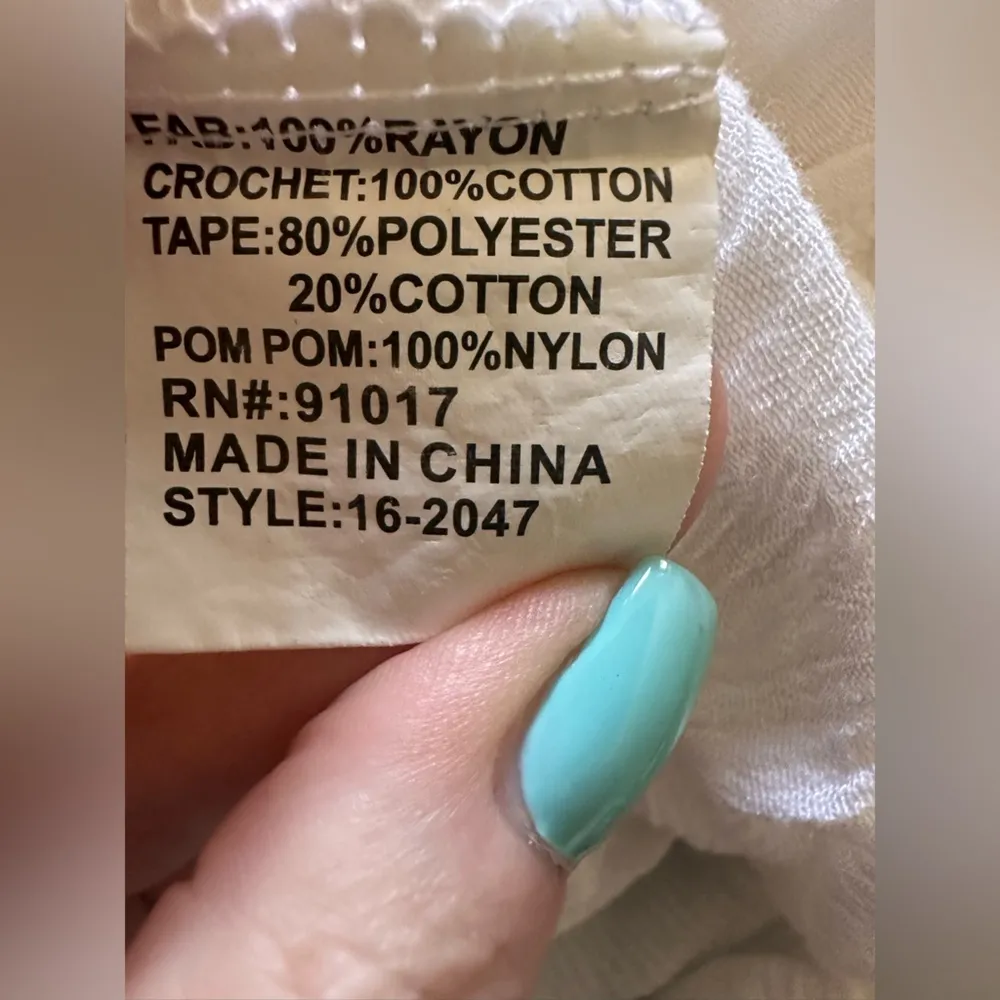 FAB:100%RAYON
CROCHET:100%COTTON
TAPE:80%POLYESTER
20%COTTON
POM POM:100%NYLON
RN#:91017
MADE IN CHINA
STYLE:16-2047